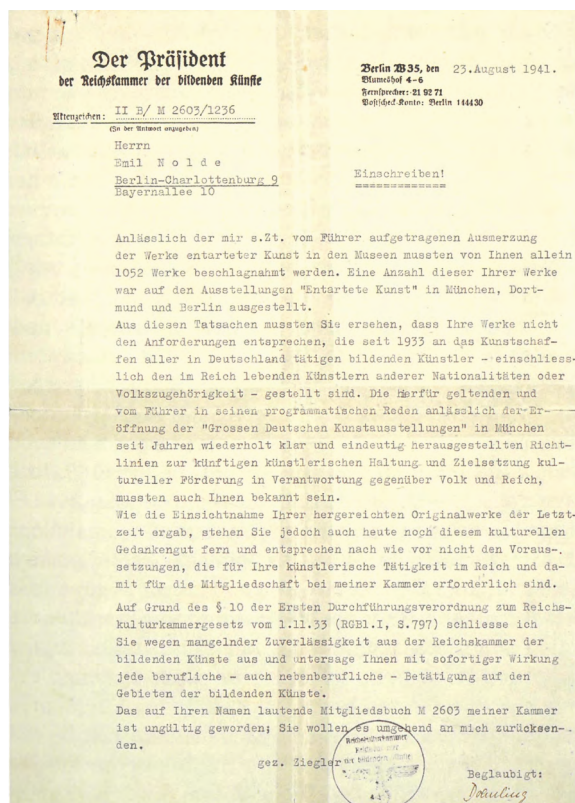 Der Präsident
der Reichskammer der bildenden Künste
Aktenzeichen: II B/ M 2603/1236
(In der Antwort anzugeben)
Berlin W 35, den 23.August 1941.
Blumeshof 4-6
Fernsprecher: 21 92 71
Postscheck-Konto: Berlin 144430
Herrn
Emil N o l d e
Berlin-Charlottenburg 9
Bayernallee 10
Einschreiben!
=============
Anlässlich der mir s.Zt. vom Führer aufgetragenen Ausmerzung
der Werke entarteter Kunst in den Museen mussten von Ihnen allein
1052 Werke beschlagnahmt werden. Eine Anzahl dieser Ihrer Werke
war auf den Ausstellungen "Entartete Kunst" in München, Dort-
mund und Berlin ausgestellt.
Aus diesen Tatsachen mussten Sie ersehen, dass Ihre Werke nicht
den Anforderungen entsprechen, die seit 1933 an das Kunstschaf-
fen aller in Deutschland tätigen bildenden Künstler - einschliess-
lich den im Reich lebenden Künstlern anderer Nationalitäten oder
Volkszugehörigkeit - gestellt sind. Die hierfür geltenden und
vom Führer in seinen programmatischen Reden anlässlich der Er-
öffnung der "Grossen Deutschen Kunstausstellungen" in München
seit Jahren wiederholt klar und eindeutig herausgestellten Richt-
linien zur künftigen künstlerischen Haltung und Zielsetzung kul-
tureller Förderung in Verantwortung gegenüber Volk und Reich,
mussten auch Ihnen bekannt sein.
Wie die Einsichtnahme Ihrer hergereichten Originalwerke der Letzt-
zeit ergab, stehen Sie jedoch auch heute noch diesem kulturellen
Gedankengut fern und entsprechen nach wie vor nicht den Voraus-
setzungen, die für Ihre künstlerische Tätigkeit im Reich und da-
mit für die Mitgliedschaft bei meiner Kammer erforderlich sind.
Auf Grund des § 10 der Ersten Durchführungsverordnung zum Reichs-
kulturkammergesetz vom 1.11.33 (RGBl.I, S.797) schliesse ich
Sie wegen mangelnder Zuverlässigkeit aus der Reichskammer der
bildenden Künste aus und untersage Ihnen mit sofortiger Wirkung
jede berufliche - auch nebenberufliche - Betätigung auf den
Gebieten der bildenden Künste.
Das auf Ihren Namen lautende Mitgliedsbuch M 2603 meiner Kammer
ist ungültig geworden; Sie wollen es umgehend an mich zurücksen-
den.
gez. Ziegler
der bildenden Künste
Beglaubigt: